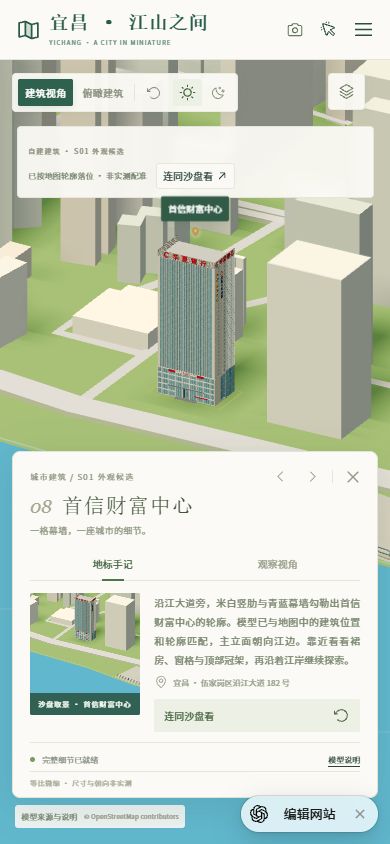 宜昌 • 江山之间
YICHANG • A CITY IN MINIATURE
建筑视角 俯瞰建筑
自建建筑 • S01 外观候选
已按地图轮廓落位 • 非实测配准 连同沙盘看
首信财富中心
华夏银行
城市建筑 / S01 外观候选
08 首信财富中心
一格幕墙，一座城市的细节。
地标手记 观察视角
沿江大道旁，米白竖肋与青蓝幕墙勾勒出首信
财富中心的轮廓。模型已与地图中的建筑位置
和轮廓匹配，主立面朝向江边。靠近看看裙
房、窗格与顶部冠架，再沿着江岸继续探索。
沙盘取景 • 首信财富中心
宜昌 • 伍家岗区沿江大道 182 号
连同沙盘看
完整细节已就绪 模型说明
等比微缩 • 尺寸与朝向非实测
模型来源与说明 © OpenStreetMap contributors
编辑网站